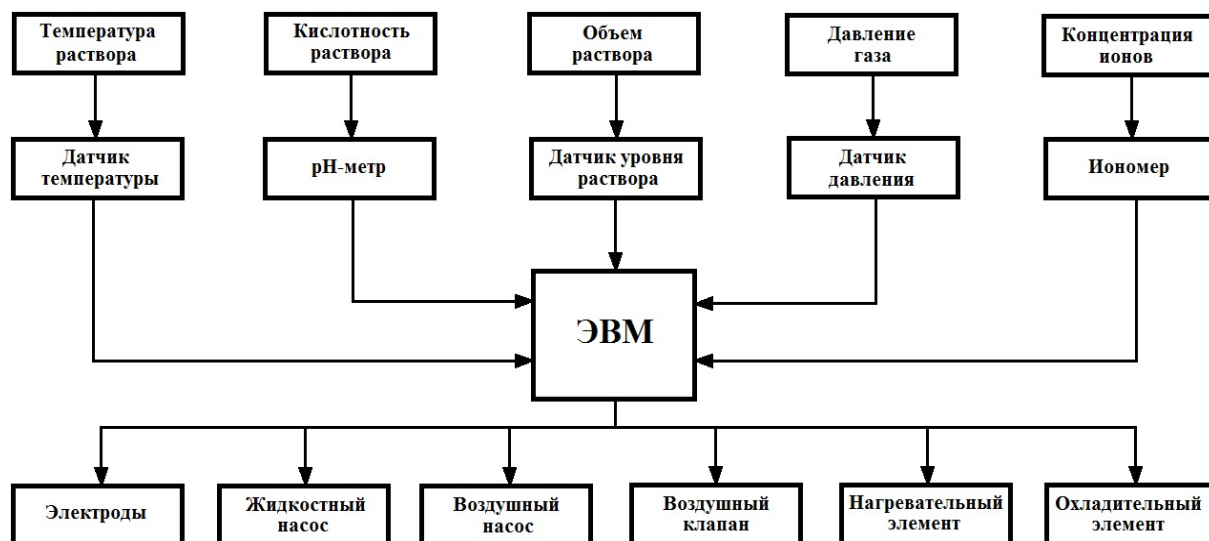 Температура
раствора
Кислотность
раствора
Объем
раствора
Давление
газа
Концентрация
ионов
Датчик
температуры
pH-метр
Датчик уровня
раствора
Датчик
давления
Иономер
ЭВМ
Электроды
Жидкостный
насос
Воздушный
насос
Воздушный
клапан
Нагревательный
элемент
Охладительный
элемент